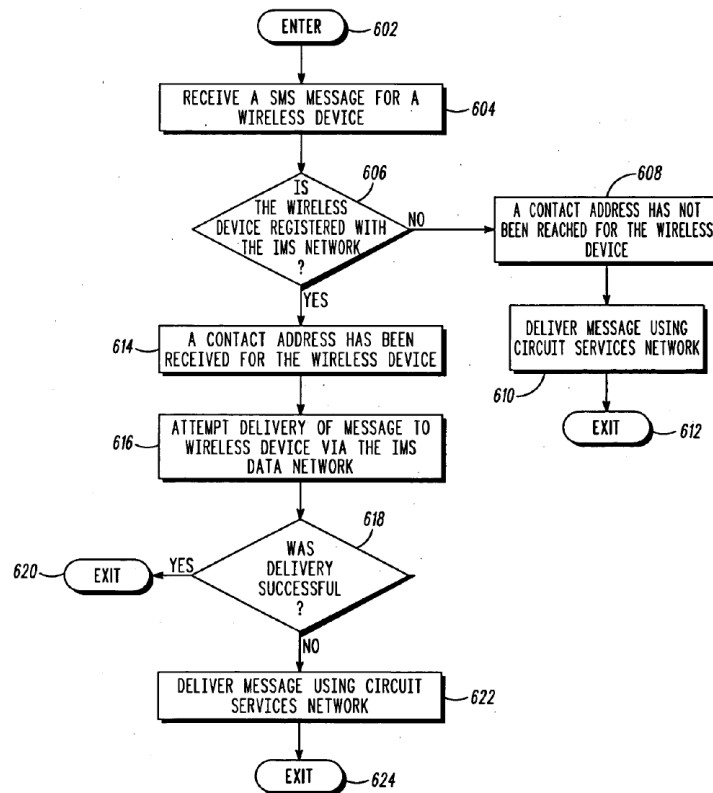 ENTER
602
RECEIVE A SMS MESSAGE FOR A
WIRELESS DEVICE
604
606
IS
THE WIRELESS
DEVICE REGISTERED WITH
THE IMS NETWORK
?
NO
YES
608
A CONTACT ADDRESS HAS NOT
BEEN REACHED FOR THE WIRELESS
DEVICE
DELIVER MESSAGE USING
CIRCUIT SERVICES NETWORK
610
EXIT
612
614
A CONTACT ADDRESS HAS BEEN
RECEIVED FOR THE WIRELESS DEVICE
616
ATTEMPT DELIVERY OF MESSAGE TO
WIRELESS DEVICE VIA THE IMS
DATA NETWORK
618
WAS
DELIVERY
SUCCESSFUL
?
YES
620
EXIT
NO
DELIVER MESSAGE USING CIRCUIT
SERVICES NETWORK
622
EXIT
624